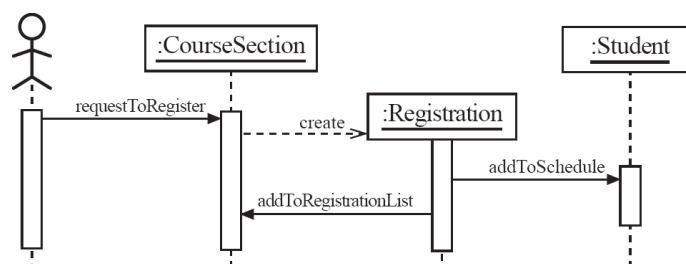 :CourseSection
:Student
requestToRegister
create
:Registration
addToSchedule
addToRegistrationList